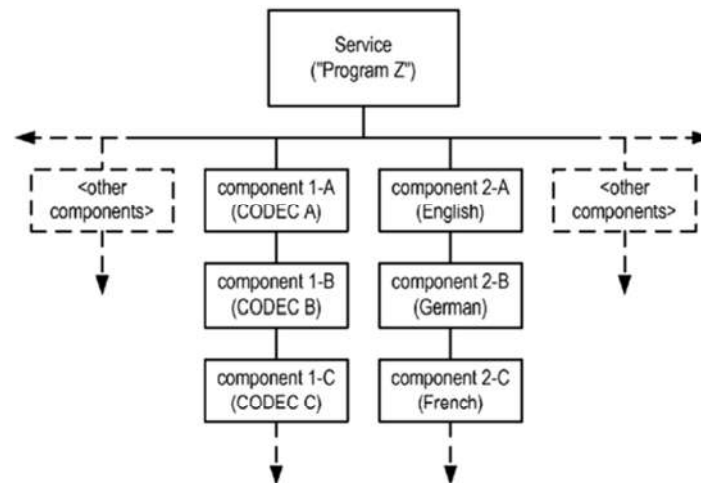 Service
("Program Z")
<other
components>
component 1-A
(CODEC A)
component 2-A
(English)
<other
components>
component 1-B
(CODEC B)
component 2-B
(German)
component 1-C
(CODEC C)
component 2-C
(French)